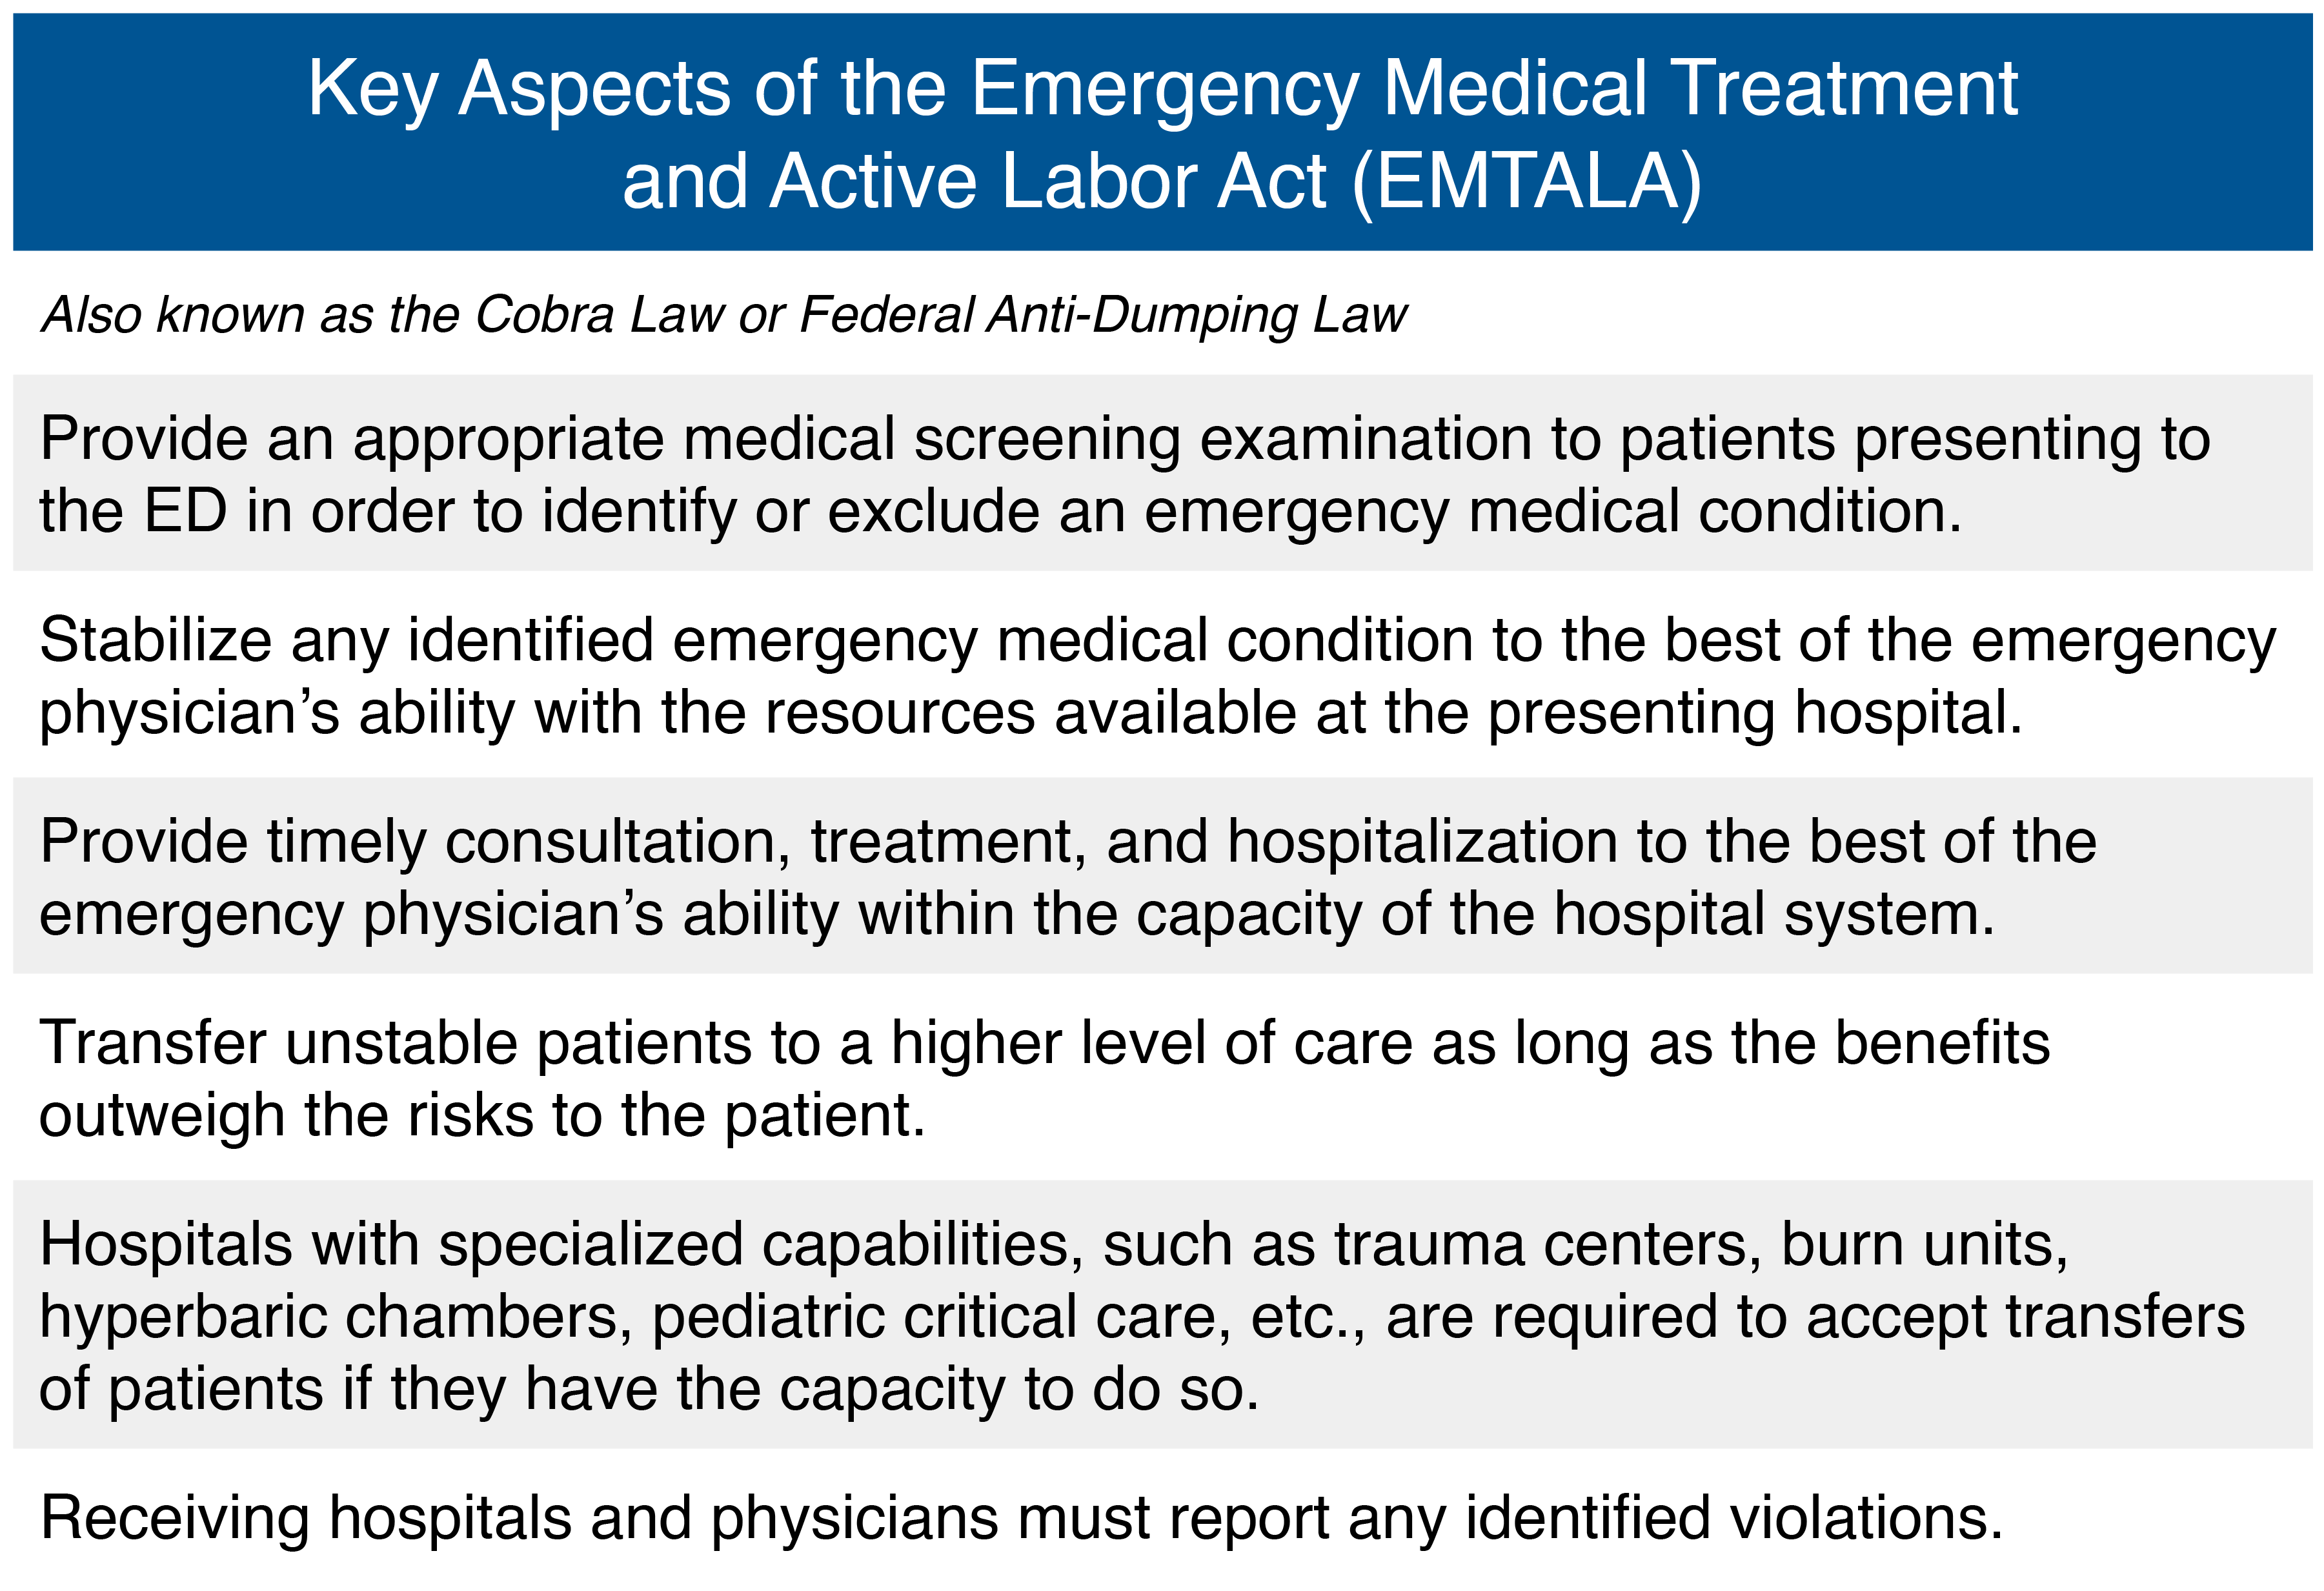 Key Aspects of the Emergency Medical Treatment
and Active Labor Act (EMTALA)
Also known as the Cobra Law or Federal Anti-Dumping Law
Provide an appropriate medical screening examination to patients presenting to
the ED in order to identify or exclude an emergency medical condition.
Stabilize any identified emergency medical condition to the best of the emergency
physician’s ability with the resources available at the presenting hospital.
Provide timely consultation, treatment, and hospitalization to the best of the
emergency physician’s ability within the capacity of the hospital system.
Transfer unstable patients to a higher level of care as long as the benefits
outweigh the risks to the patient.
Hospitals with specialized capabilities, such as trauma centers, burn units,
hyperbaric chambers, pediatric critical care, etc., are required to accept transfers
of patients if they have the capacity to do so.
Receiving hospitals and physicians must report any identified violations.